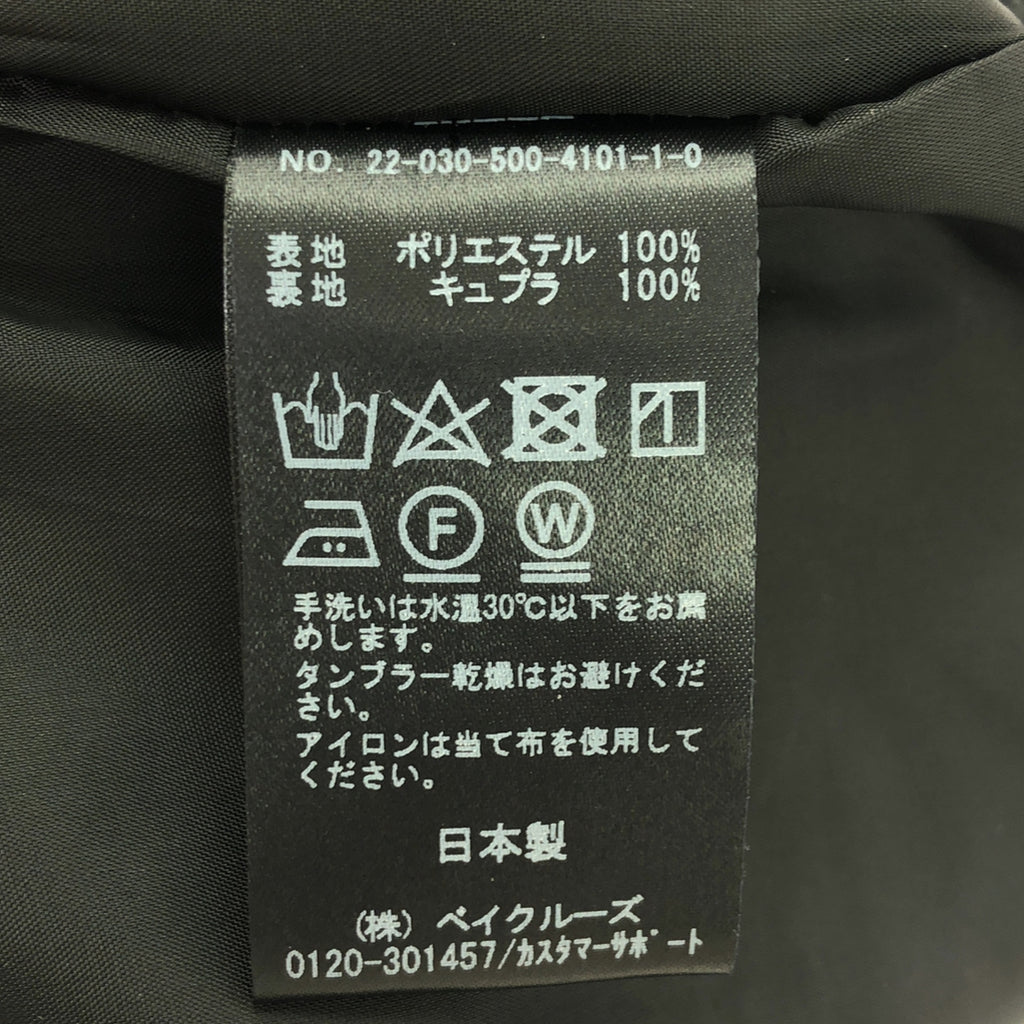 NO. 22-030-500-4101-1-0
表地 ポリエステル 100%
裏地 キュプラ 100%
F W
手洗いは水温30℃以下をお薦
めします。
タンブラー乾燥はお避けくだ
さい。
アイロンは当て布を使用して
ください。
日本製
(株) ベイクルーズ
0120-301457/カスタマーサポート